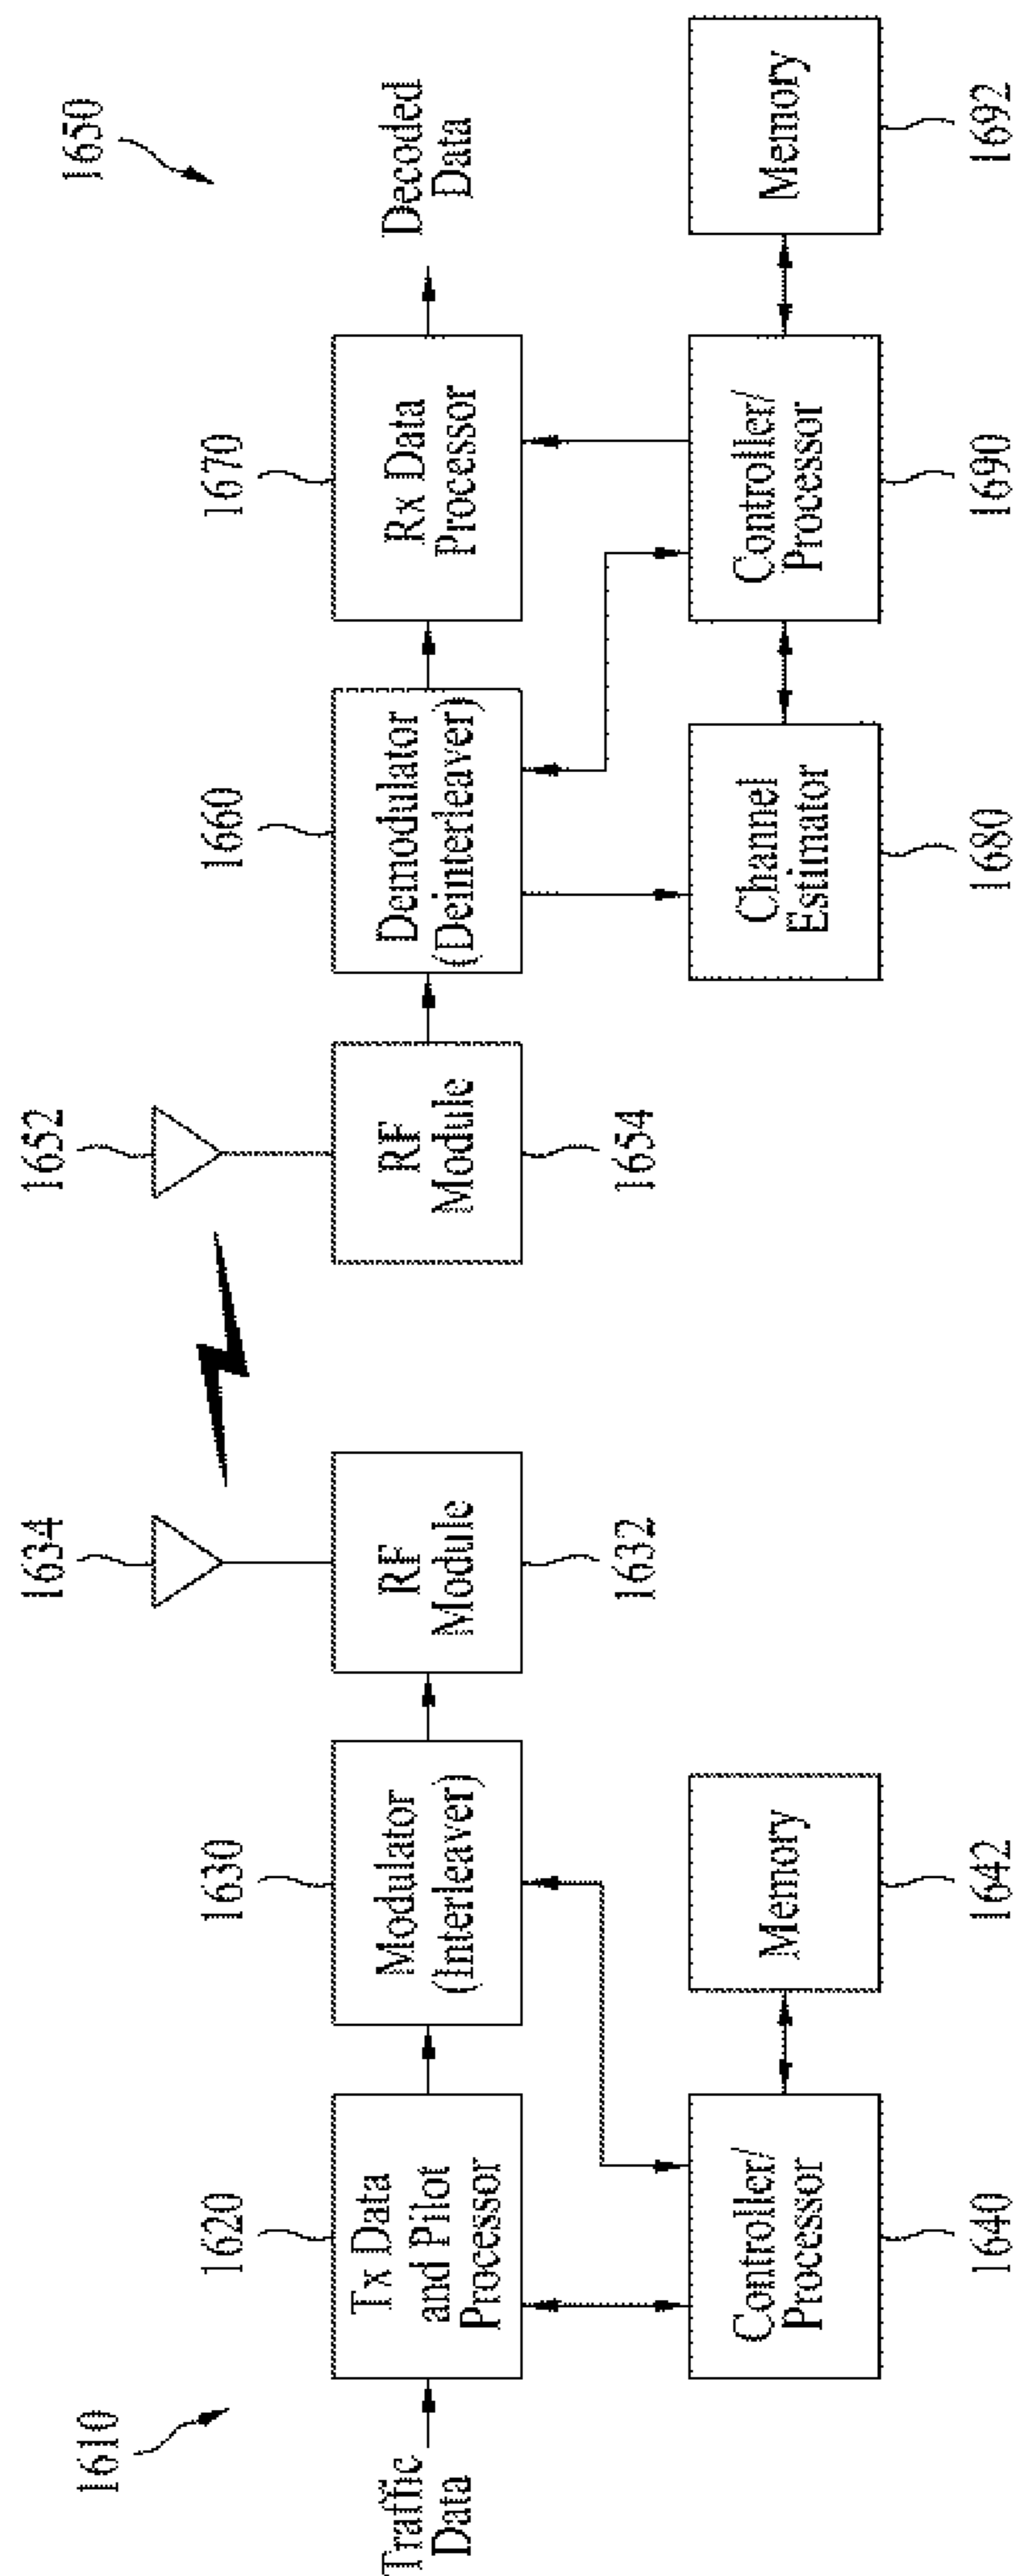 1610
1634
1652
1650
1620
1630
1660
1670
Traffic
Data
Tx Data
and Pilot
Processor
Modulator
(Interleaver)
RF
Module
RF
Module
Demodulator
(Deinterleaver)
Rx Data
Processor
Decoded
Data
1632
1654
Controller/
Processor
Memory
Channel
Estimator
Controller/
Processor
Memory
1640
1642
1680
1690
1692